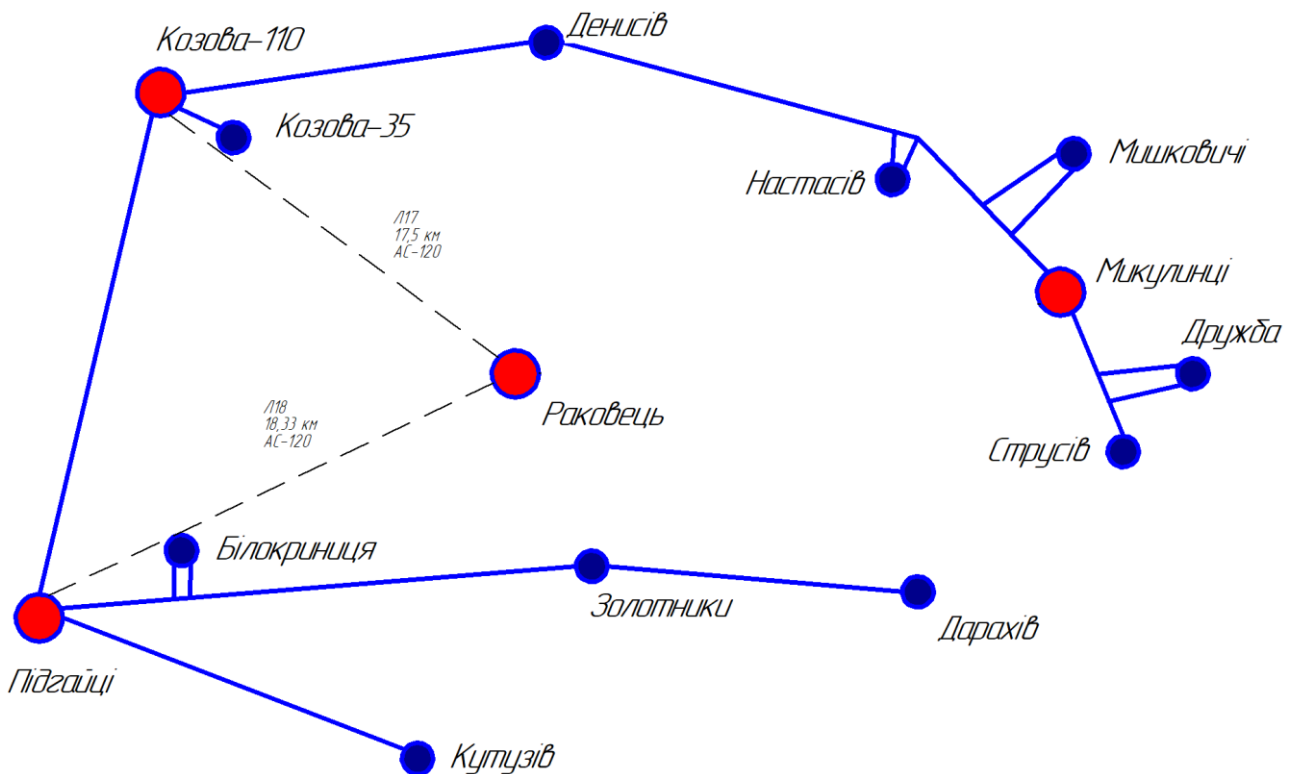 Денисів
Козова-110
Козова-35
Мишковичі
Настасів
Л17
17,5 км
АС-120
Микулинці
Дружба
Раковець
Л18
18,33 км
АС-120
Струсів
Білокриниця
Золотники
Дарахів
Підгайці
Кутузів